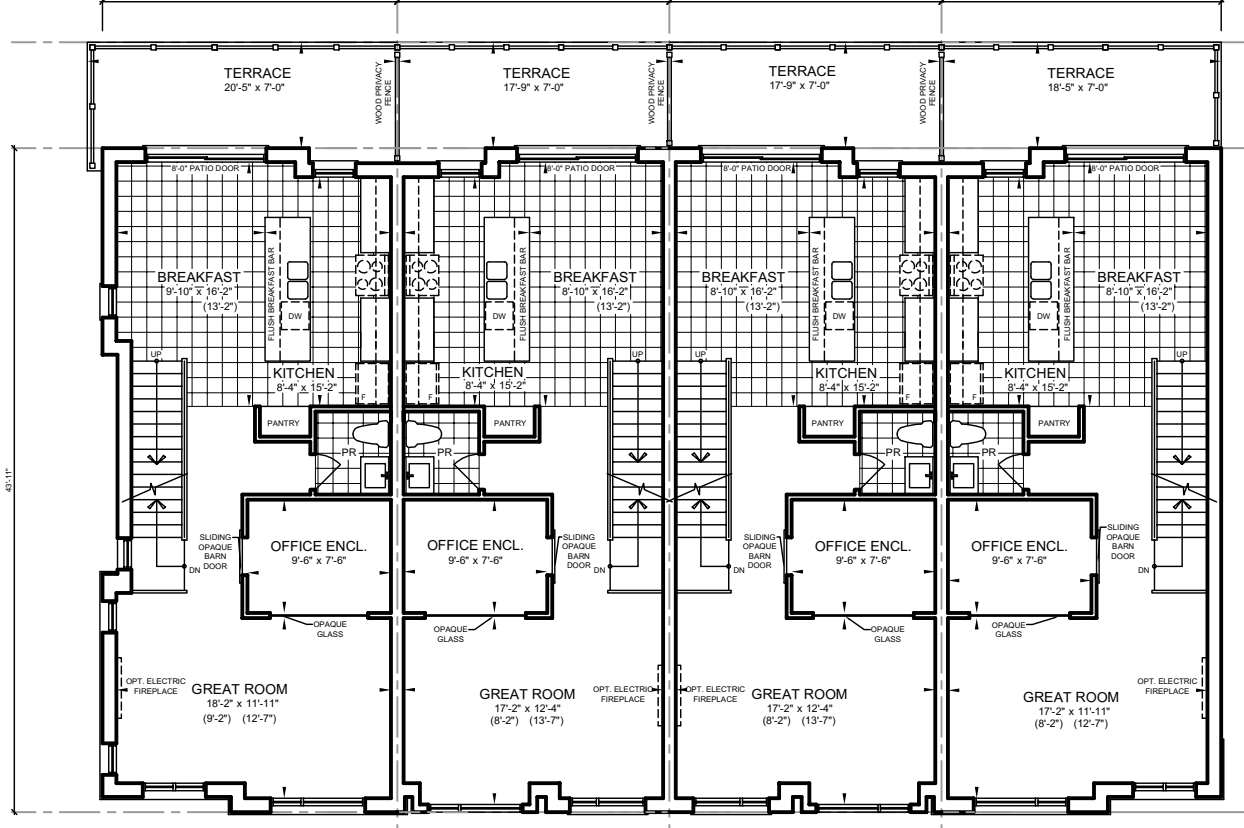 TERRACE
20'-5" x 7'-0"
WOOD PRIVACY
FENCE
TERRACE
17'-9" x 7'-0"
WOOD PRIVACY
FENCE
TERRACE
17'-9" x 7'-0"
WOOD PRIVACY
FENCE
TERRACE
18'-5" x 7'-0"
8'-0" PATIO DOOR
8'-0" PATIO DOOR
8'-0" PATIO DOOR
8'-0" PATIO DOOR
BREAKFAST
9'-10" x 16'-2"
(13'-2")
FLUSH BREAKFAST BAR
DW
DW
FLUSH BREAKFAST BAR
BREAKFAST
8'-10" x 16'-2"
(13'-2")
BREAKFAST
8'-10" x 16'-2"
(13'-2")
FLUSH BREAKFAST BAR
DW
DW
FLUSH BREAKFAST BAR
BREAKFAST
8'-10" x 16'-2"
(13'-2")
UP
UP
UP
UP
KITCHEN
8'-4" x 15'-2"
F
KITCHEN
8'-4" x 15'-2"
F
KITCHEN
8'-4" x 15'-2"
F
KITCHEN
8'-4" x 15'-2"
F
PANTRY
PANTRY
PANTRY
PANTRY
PR
PR
PR
PR
43'-11"
SLIDING
OPAQUE
BARN
DOOR
DN
OFFICE ENCL.
9'-6" x 7'-6"
OFFICE ENCL.
9'-6" x 7'-6"
SLIDING
OPAQUE
BARN
DOOR
DN
SLIDING
OPAQUE
BARN
DOOR
DN
OFFICE ENCL.
9'-6" x 7'-6"
OFFICE ENCL.
9'-6" x 7'-6"
SLIDING
OPAQUE
BARN
DOOR
DN
OPAQUE
GLASS
OPAQUE
GLASS
OPAQUE
GLASS
OPAQUE
GLASS
OPT. ELECTRIC
FIREPLACE
GREAT ROOM
18'-2" x 11'-11"
(9'-2") (12'-7")
GREAT ROOM
17'-2" x 12'-4"
(8'-2") (13'-7")
OPT. ELECTRIC
FIREPLACE
OPT. ELECTRIC
FIREPLACE
GREAT ROOM
17'-2" x 12'-4"
(8'-2") (13'-7")
GREAT ROOM
17'-2" x 11'-11"
(8'-2") (12'-7")
OPT. ELECTRIC
FIREPLACE